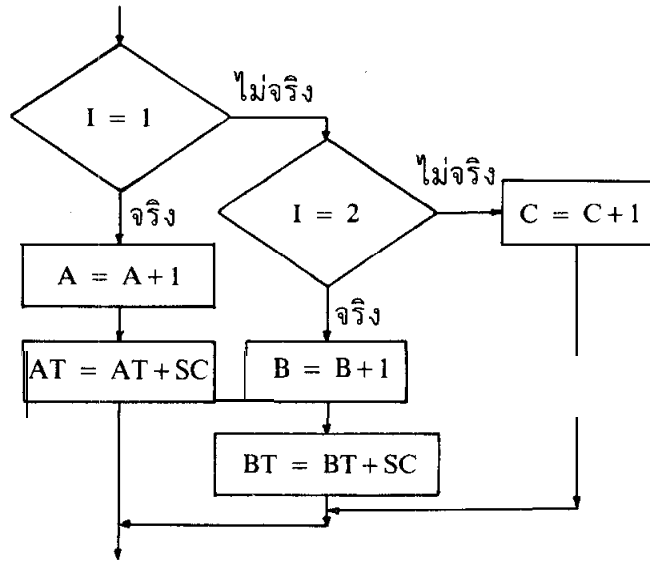 I = 1
ไม่จริง
จริง
I = 2
ไม่จริง
C = C+1
A = A+1
จริง
AT = AT+SC
B = B+1
BT = BT+SC